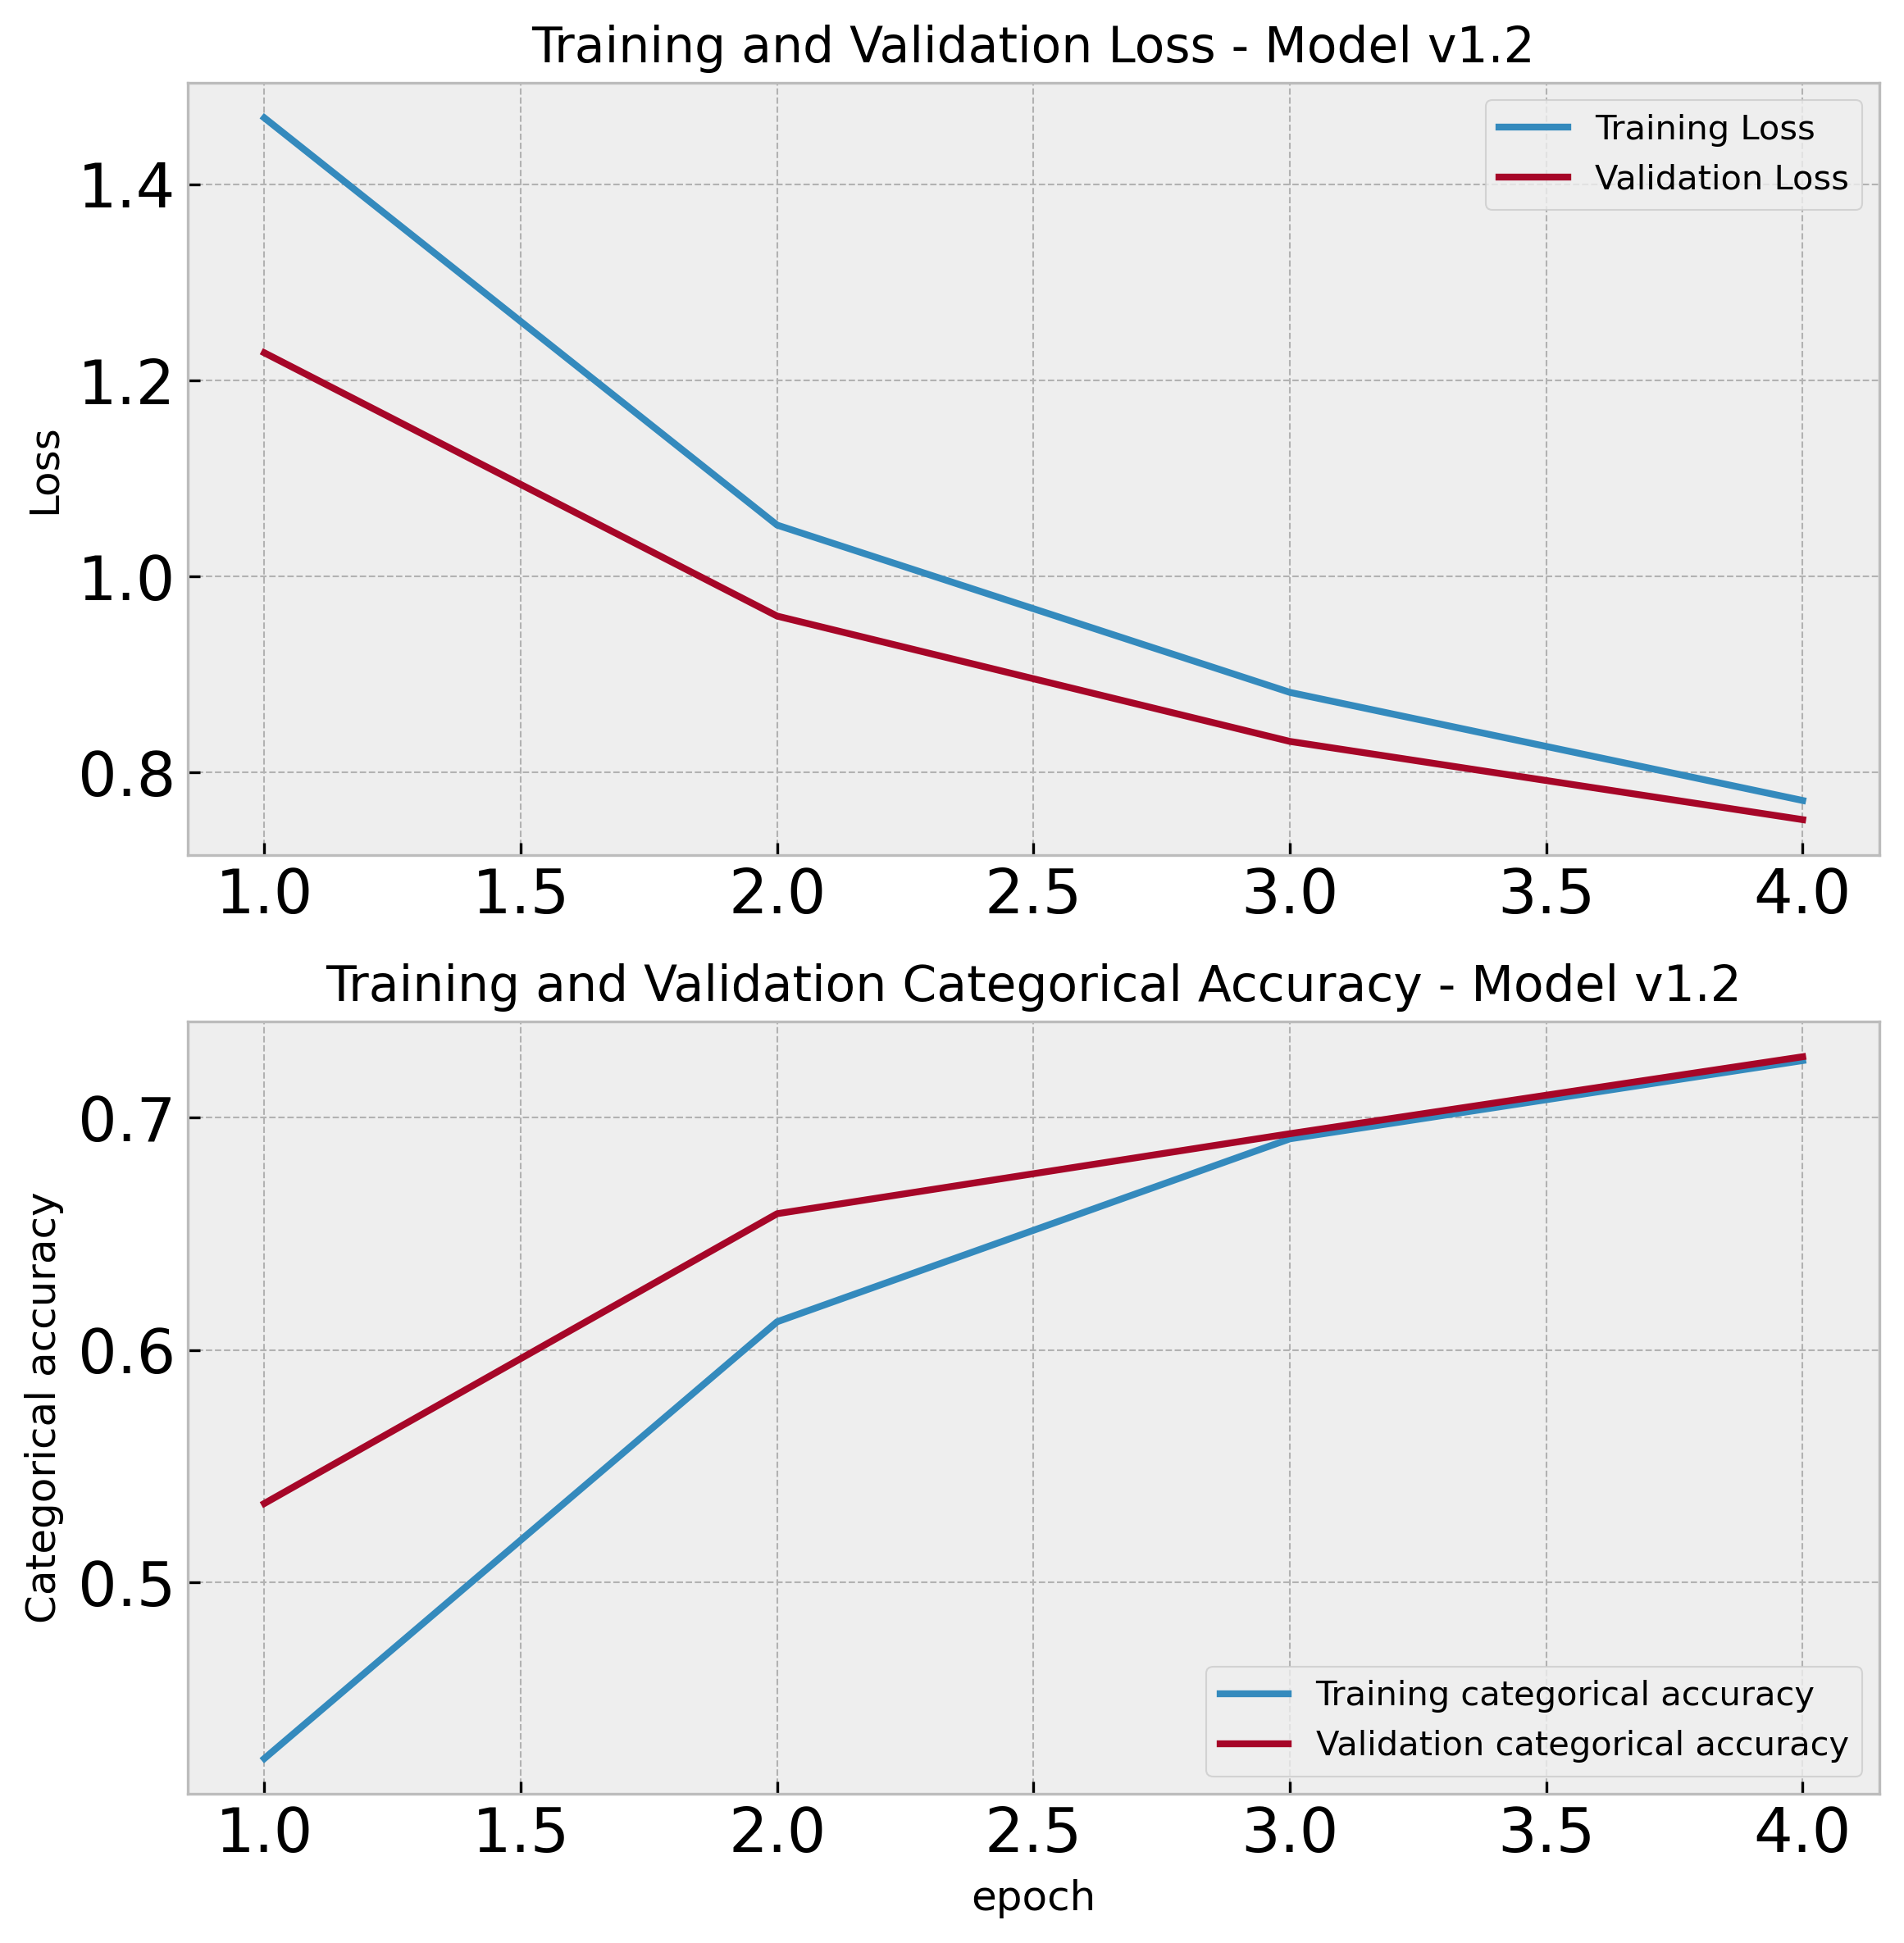 Training and Validation Loss - Model v1.2
Training Loss
Validation Loss
Loss
1.4
1.2
1.0
0.8
1.0 1.5 2.0 2.5 3.0 3.5 4.0
Training and Validation Categorical Accuracy - Model v1.2
Categorical accuracy
0.7
0.6
0.5
Training categorical accuracy
Validation categorical accuracy
1.0 1.5 2.0 2.5 3.0 3.5 4.0
epoch